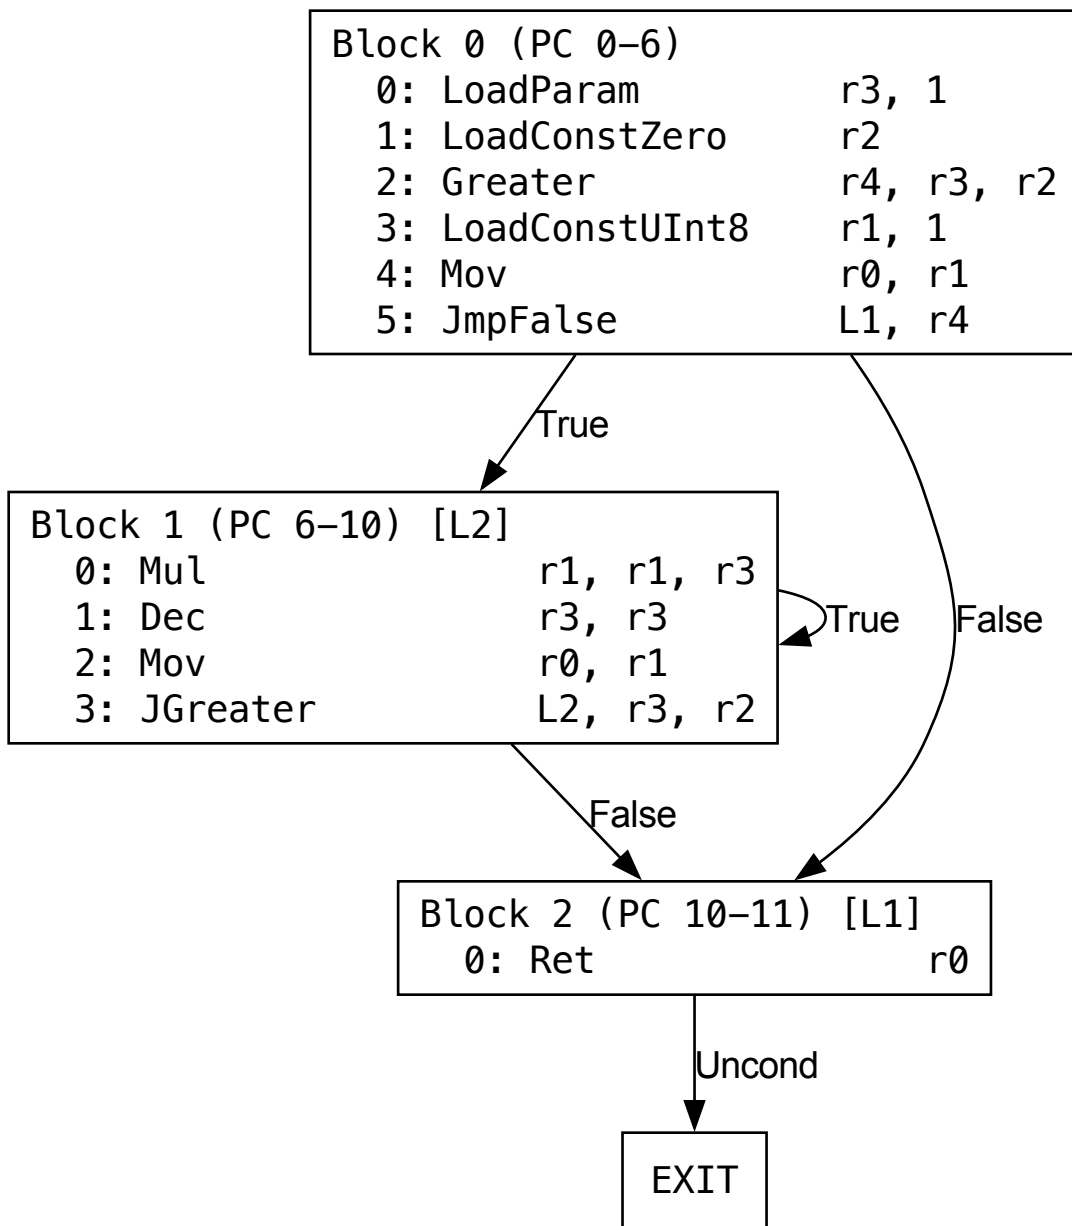 Block 0 (PC 0–6)
0: LoadParam r3, 1
1: LoadConstZero r2
2: Greater r4, r3, r2
3: LoadConstUInt8 r1, 1
4: Mov r0, r1
5: JmpFalse L1, r4
True
Block 1 (PC 6–10) [L2]
0: Mul r1, r1, r3
1: Dec r3, r3
2: Mov r0, r1
3: JGreater L2, r3, r2
True
False
False
Block 2 (PC 10–11) [L1]
0: Ret r0
Uncond
EXIT